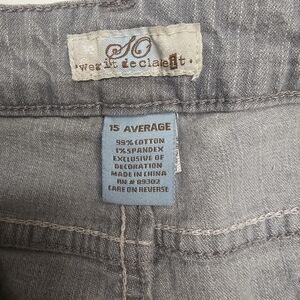 SO
wear it declare it.
15 AVERAGE
99% COTTON
1% SPANDEX
EXCLUSIVE OF
DECORATION
MADE IN CHINA
RN # 89302
CARE ON REVERSE